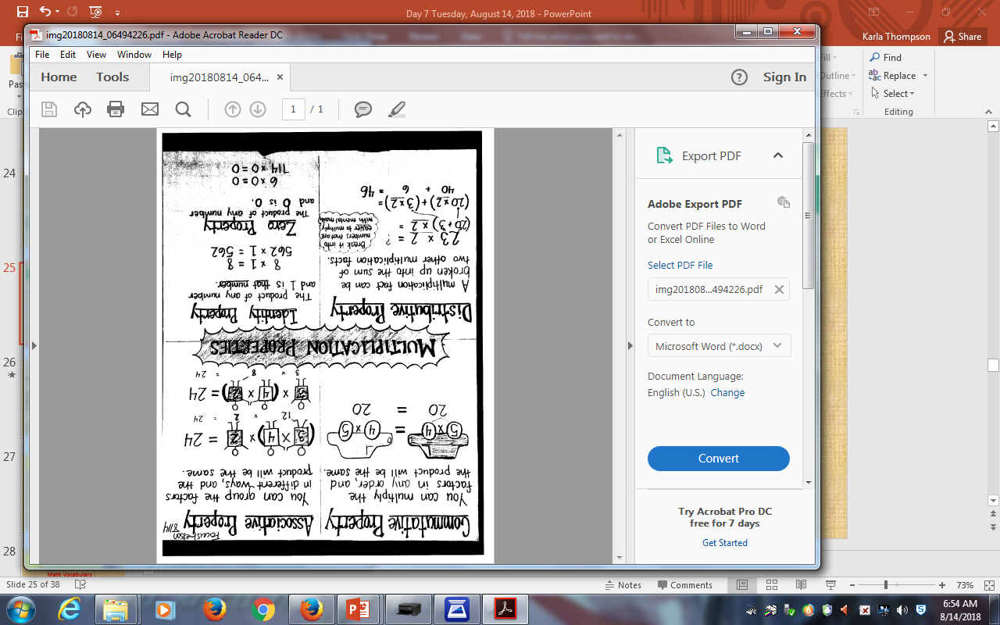 Day 7 Tuesday, August 14, 2018 - PowerPoint
Karla Thompson
Share
img20180814_06494226.pdf - Adobe Acrobat Reader DC
File Edit View Window Help
Home Tools img20180814_064... Sign In
1 / 1
Find
Replace
Select
Editing
24
25
26
27
28
Focus Lesson 8/14
Commutative Property
You can multiply the
factors in any order, and
the product will be the same.
5 × 4 = 4 × 5
20 = 20
Associative Property
You can group the factors
in different ways, and the
product will be the same.
(3 × 4) × 2 = 24
12 × 2 = 24
3 × (4 × 2) = 24
3 × 8 = 24
MULTIPLICATION PROPERTIES
Distributive Property
A multiplication fact can be
broken up into the sum of
two other multiplication facts.
23 × 2 = ?
(20+3) × 2 =
(20×2)+(3×2)=
40 + 6 = 46
Break it into
numbers that are
easier to multiply
with mental math
Identity Property
The product of any number
and 1 is that number.
8 × 1 = 8
562 × 1 = 562
Zero Property
The product of any number
and 0 is 0.
6 × 0 = 0
114 × 0 = 0
Export PDF
Adobe Export PDF
Convert PDF Files to Word
or Excel Online
Select PDF File
img201808...494226.pdf
Convert to
Microsoft Word (*.docx)
Document Language:
English (U.S.) Change
Convert
Try Acrobat Pro DC
free for 7 days
Get Started
Math Vocabulary
Slide 25 of 38
Notes
Comments
73%
6:54 AM
8/14/2018